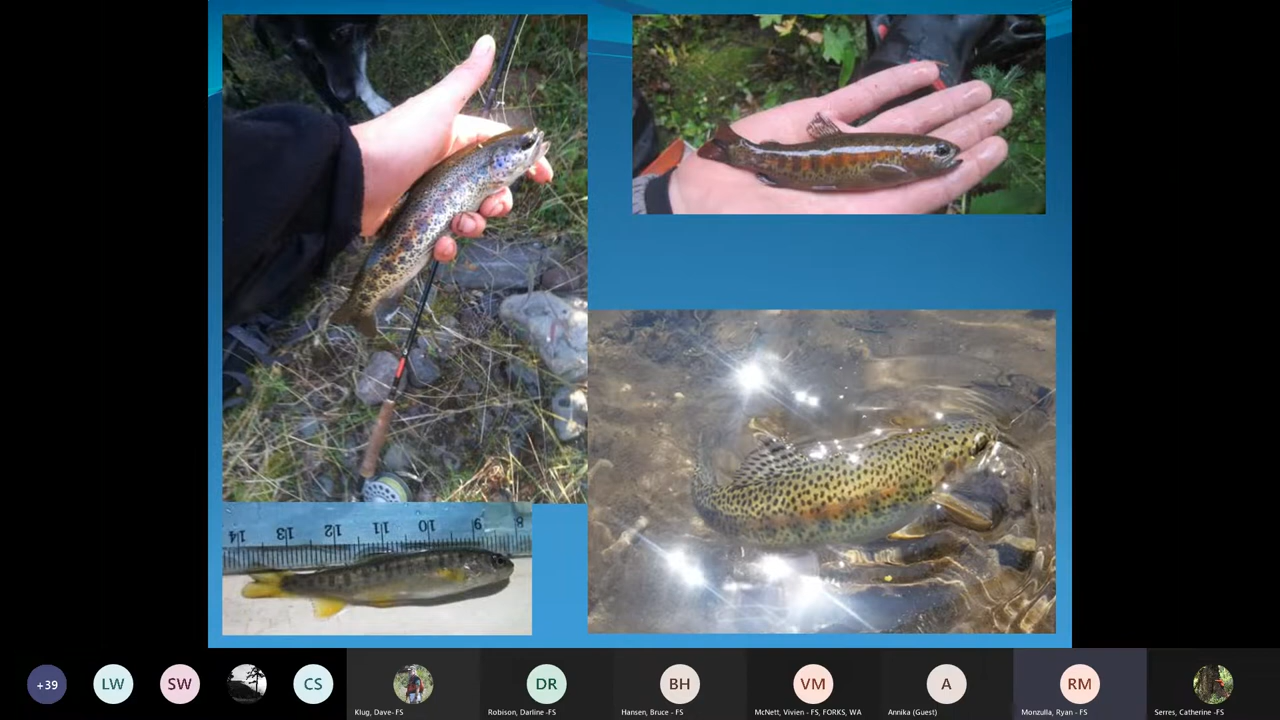 14 13 12 11 10 9 8
+39
LW
SW
CS
Klug, Dave- FS
DR
Robison, Darline -FS
BH
Hansen, Bruce - FS
VM
McNett, Vivien - FS, FORKS, WA
A
Annika (Guest)
RM
Monzulla, Ryan - FS
Serres, Catherine -FS